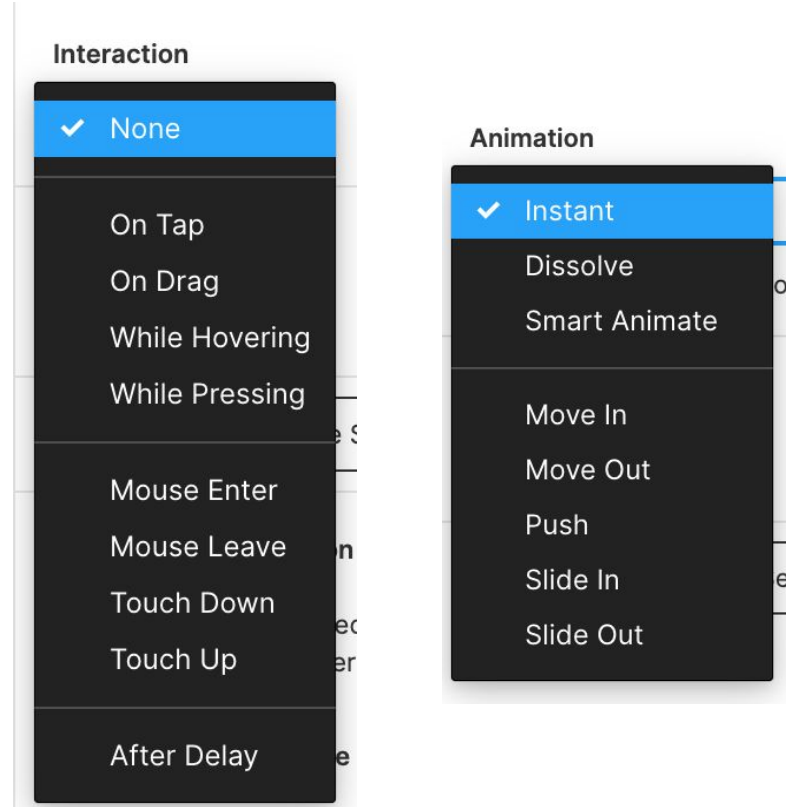 Interaction
None
On Tap
On Drag
While Hovering
While Pressing
Mouse Enter
Mouse Leave
Touch Down
Touch Up
After Delay
Animation
Instant
Dissolve
Smart Animate
Move In
Move Out
Push
Slide In
Slide Out